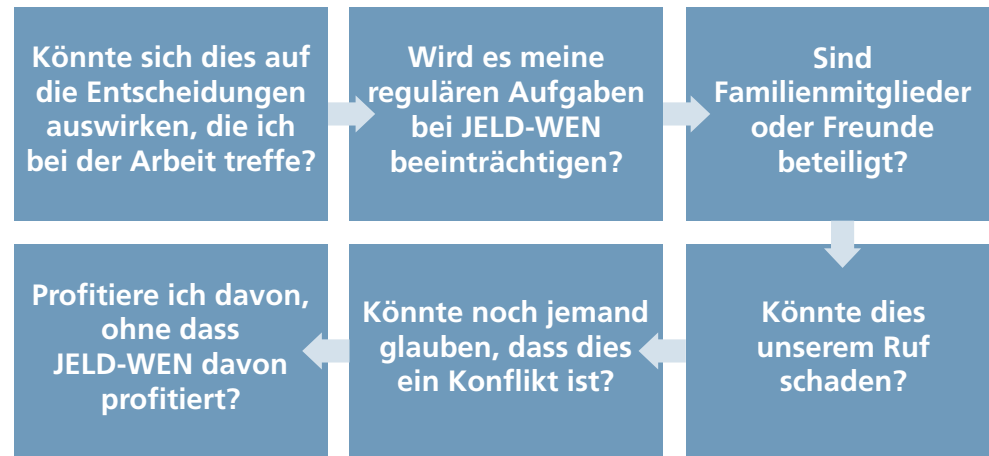 Könnte sich dies auf
die Entscheidungen
auswirken, die ich
bei der Arbeit treffe?
Wird es meine
regulären Aufgaben
bei JELD-WEN
beeinträchtigen?
Sind
Familienmitglieder
oder Freunde
beteiligt?
Könnte dies
unserem Ruf
schaden?
Könnte noch jemand
glauben, dass dies
ein Konflikt ist?
Profitiere ich davon,
ohne dass
JELD-WEN davon
profitiert?